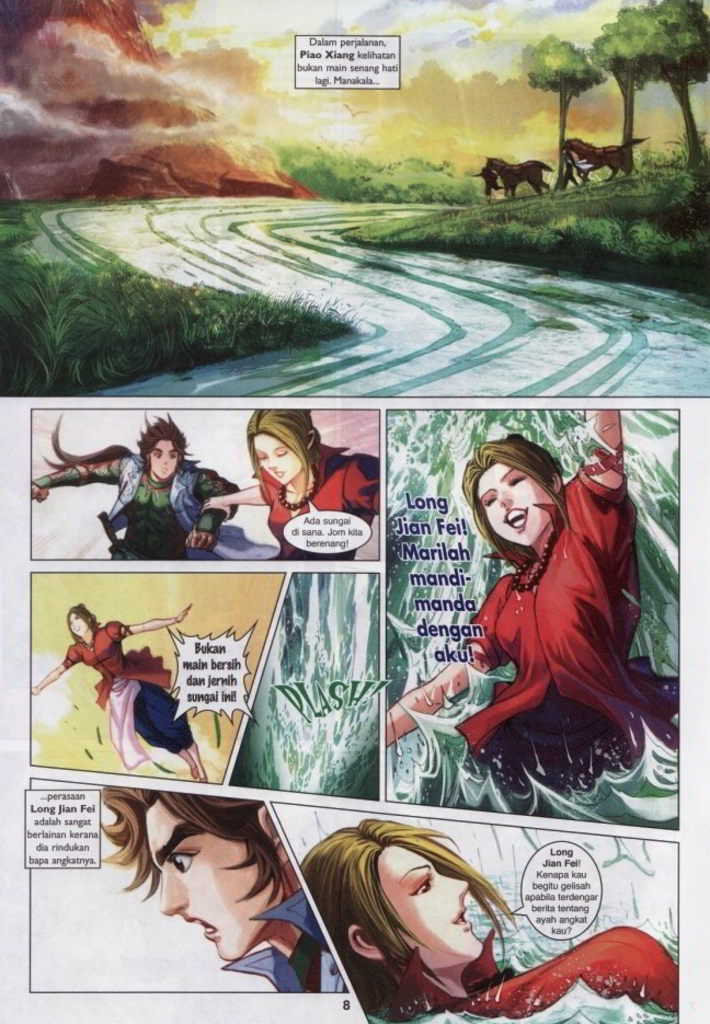 Dalam perjalanan,
Piao Xiang kelihatan
bukan main senang hati
lagi. Manakala...
Ada sungai
di sana. Jom kita
berenang!
Bukan
main bersih
dan jernih
sungai ini!
PLASH!
Long
Jian Fei!
Marilah
mandi-
manda
dengan
aku!
...perasaan
Long Jian Fei
adalah sangat
berlainan kerana
dia rindukan
bapa angkatnya.
Long
Jian Fei!
Kenapa kau
begitu gelisah
apabila terdengar
berita tentang
ayah angkat
kau?
8